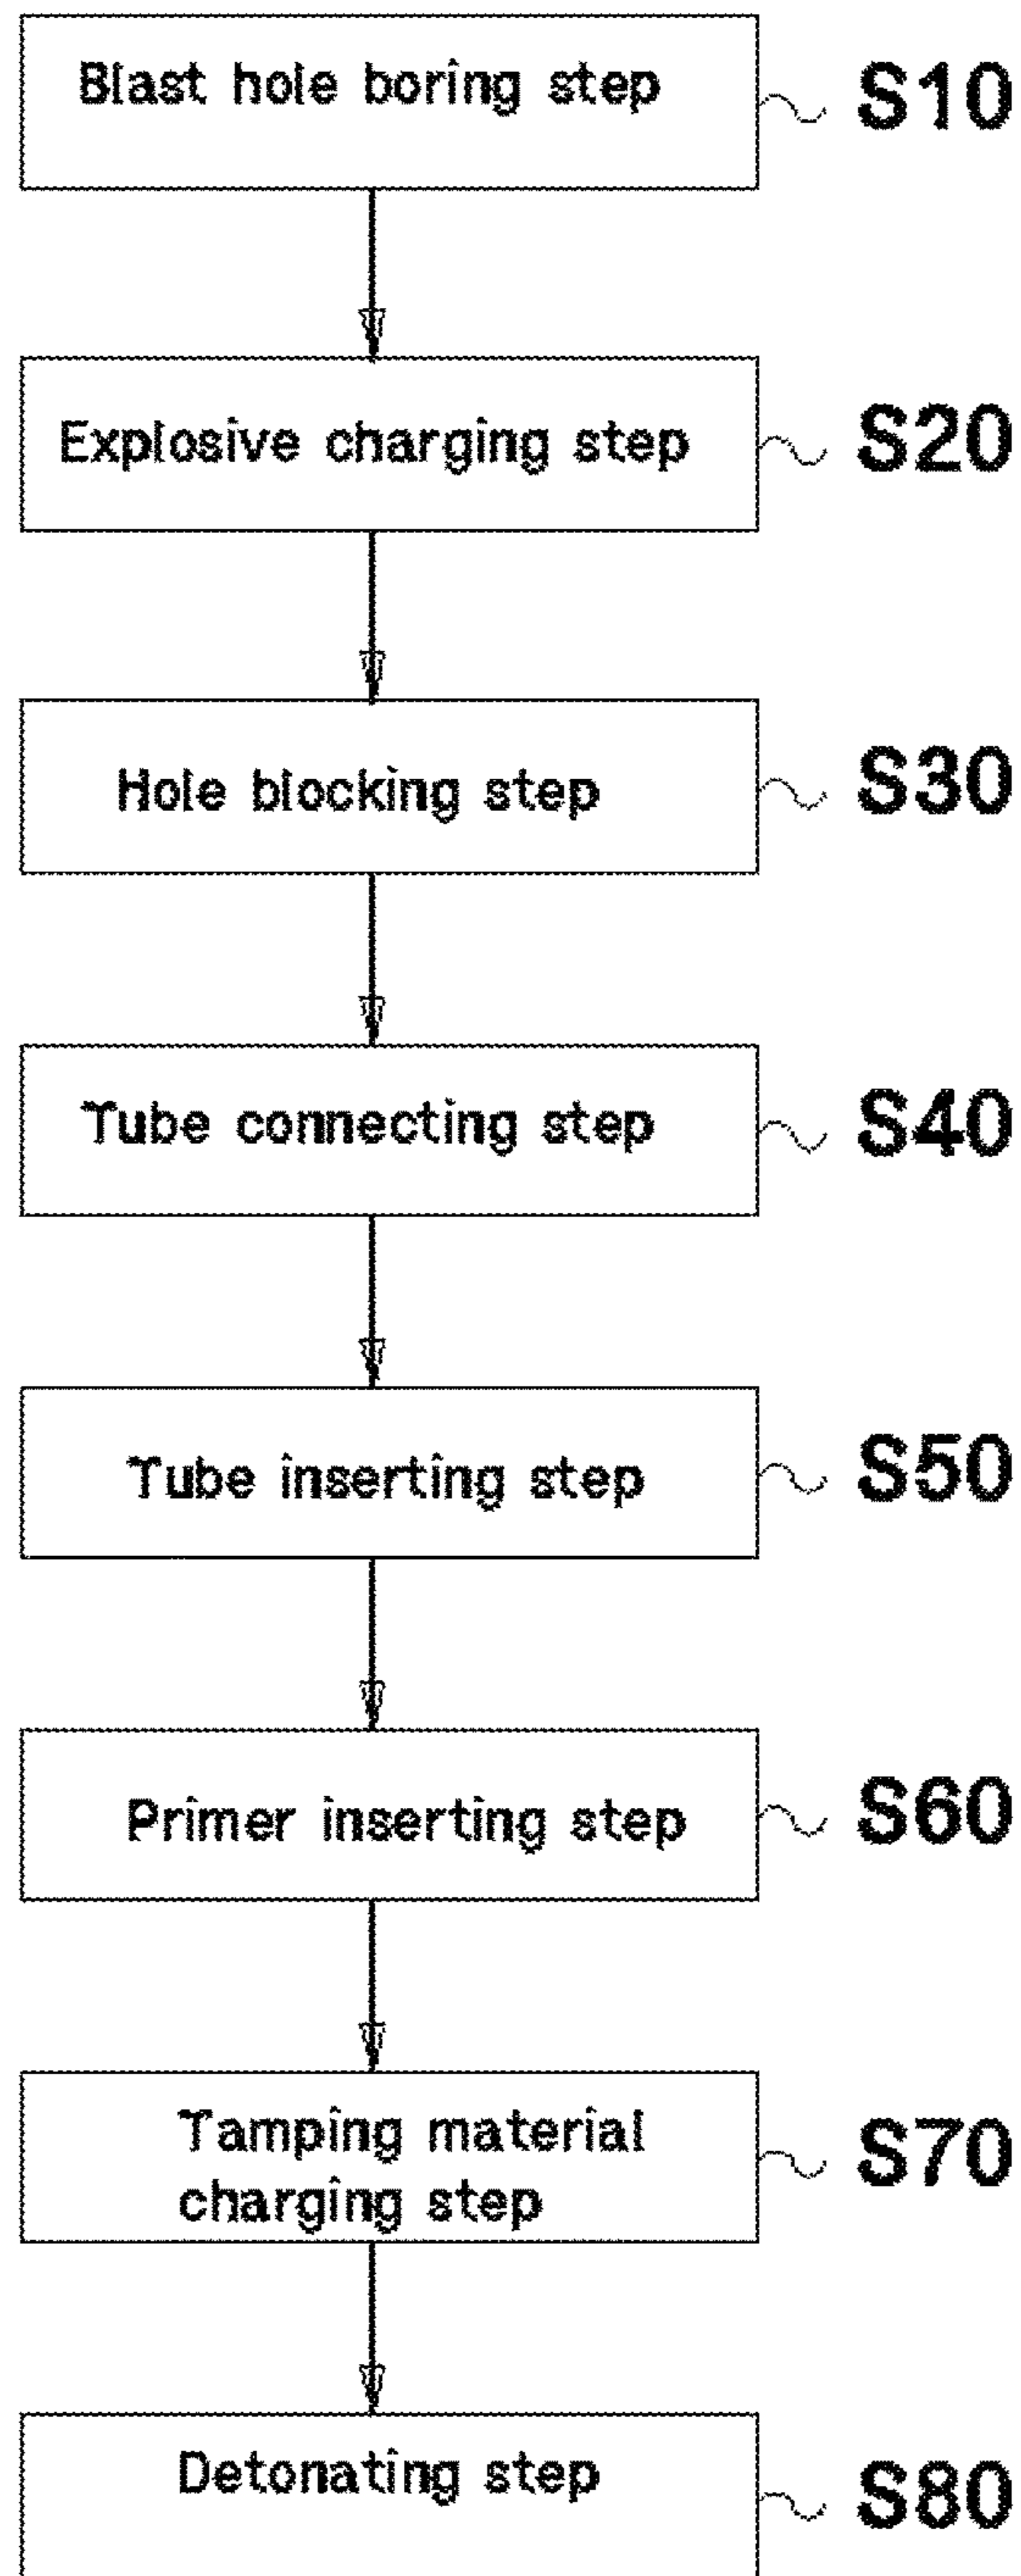 Blast hole boring step
S10
Explosive charging step
S20
Hole blocking step
S30
Tube connecting step
S40
Tube inserting step
S50
Primer inserting step
S60
Tamping material
charging step
S70
Detonating step
S80